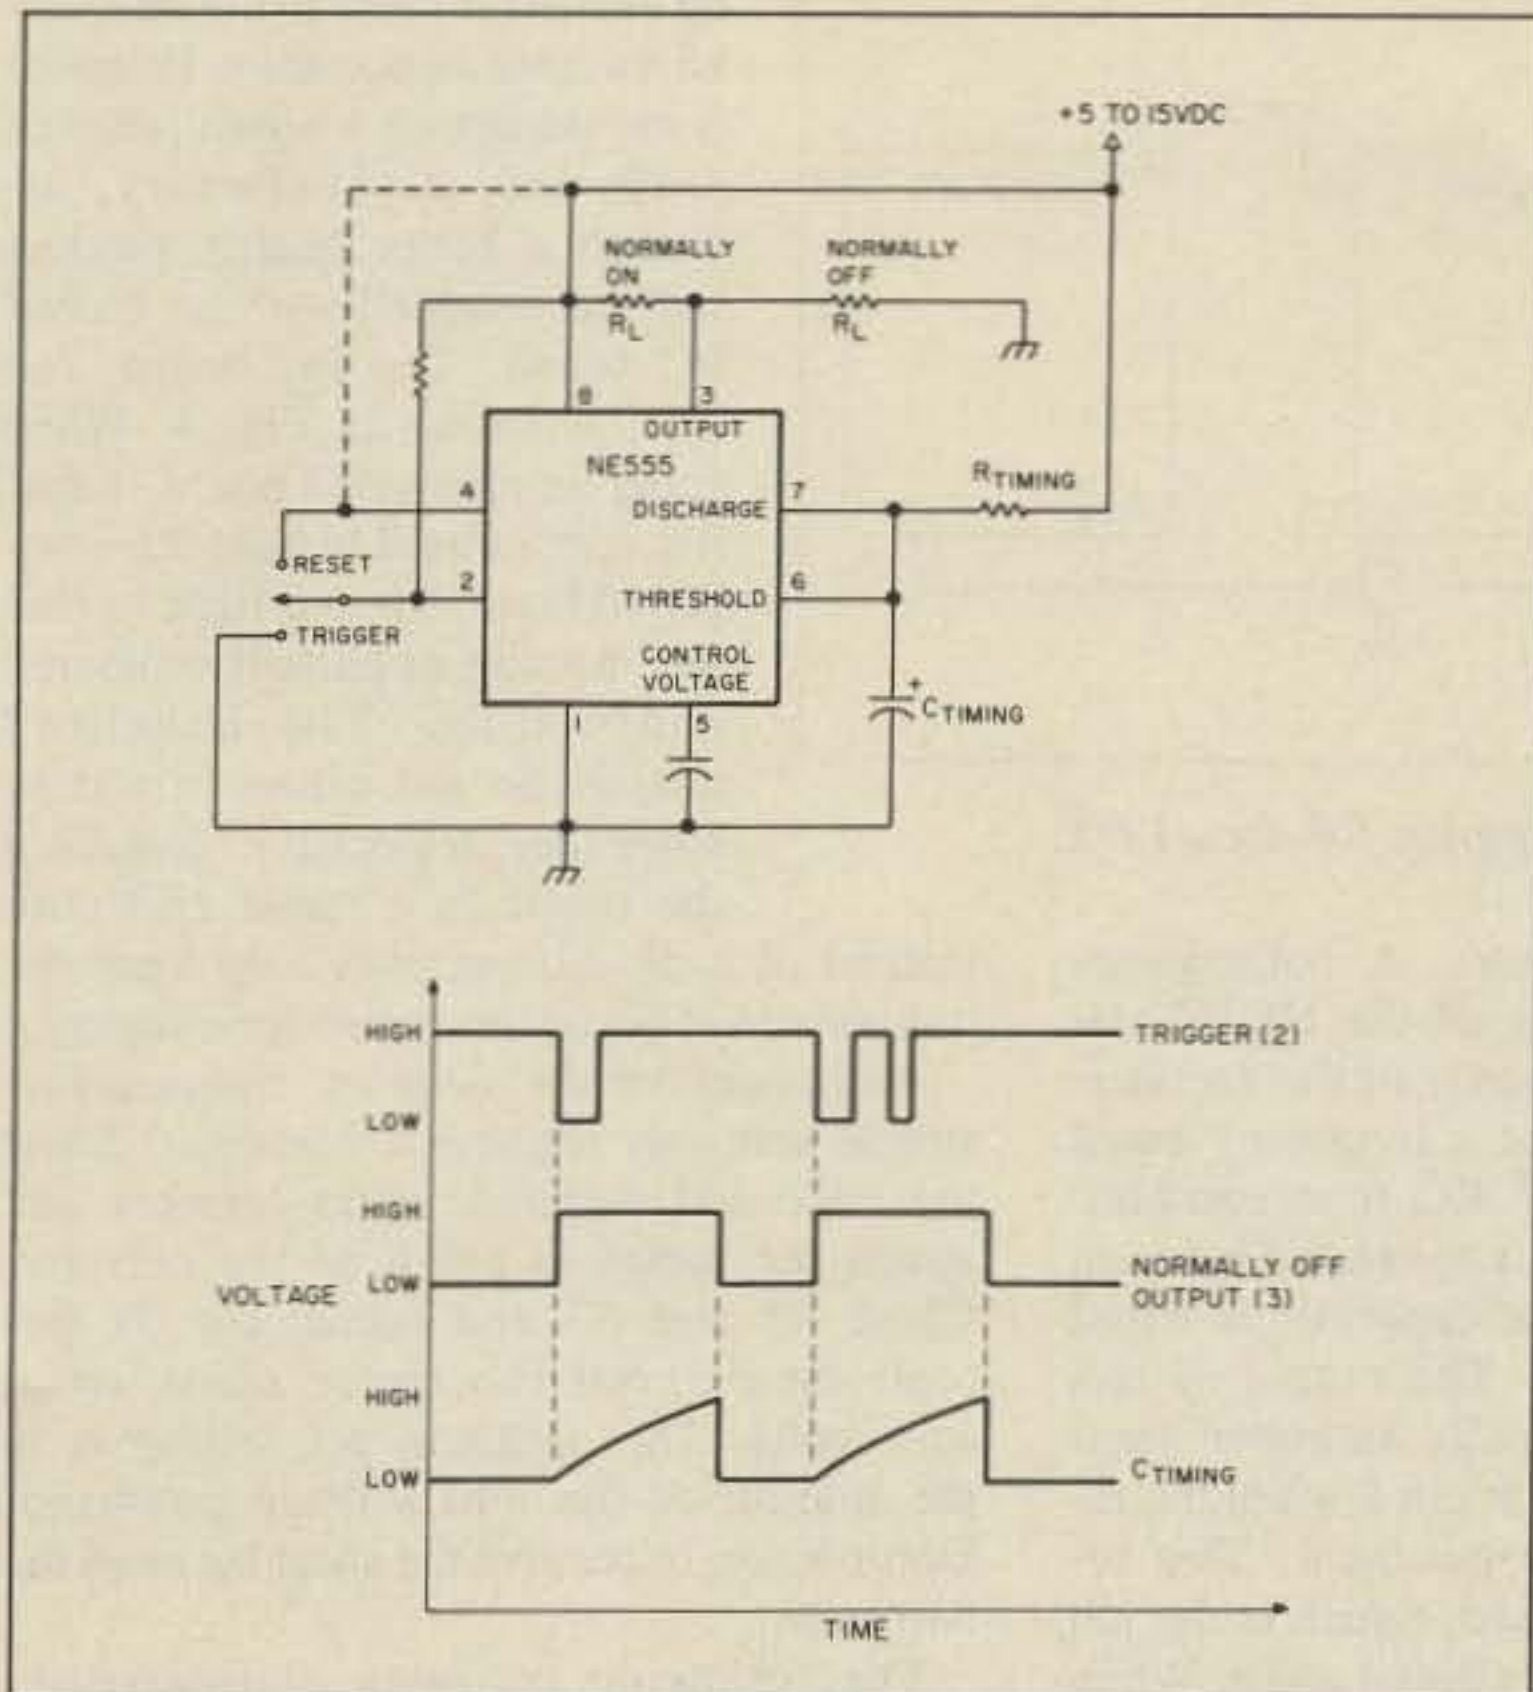 +5 TO 15VDC
NORMALLY ON
NORMALLY OFF
RL
RL
8
3
OUTPUT
NE555
RTIMING
4
7
DISCHARGE
RESET
2
6
THRESHOLD
TRIGGER
CONTROL
VOLTAGE
+
CTIMING
1
5
HIGH
TRIGGER (2)
LOW
HIGH
LOW
NORMALLY OFF
OUTPUT (3)
VOLTAGE
HIGH
LOW
CTIMING
TIME